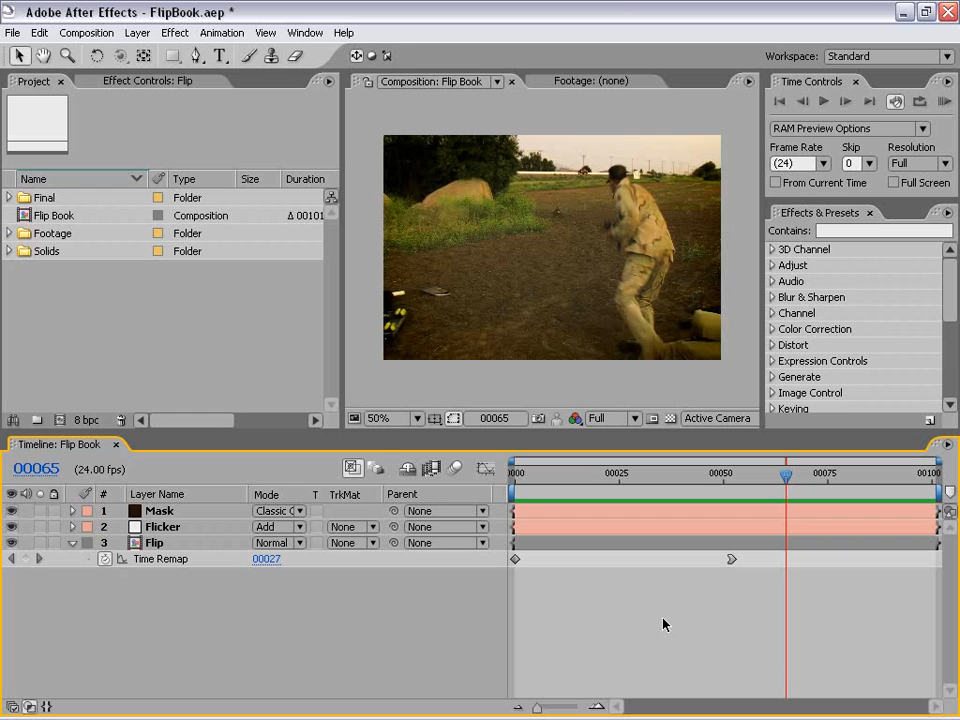 Adobe After Effects - FlipBook.aep *
File Edit Composition Layer Effect Animation View Window Help
Workspace: Standard
Project Effect Controls: Flip
Composition: Flip Book Footage: (none)
Time Controls
RAM Preview Options
Frame Rate Skip Resolution
(24) 0 Full
From Current Time Full Screen
Name Type Size Duration
Final Folder
Flip Book Composition Δ 00101
Footage Folder
Solids Folder
Effects & Presets
Contains:
3D Channel
Adjust
Audio
Blur & Sharpen
Channel
Color Correction
Distort
Expression Controls
Generate
Image Control
Keying
8 bpc
50% 00065 Full Active Camera
Timeline: Flip Book
00065 (24.00 fps)
0000 00025 00050 00075 00100
# Layer Name Mode T TrkMat Parent
1 Mask Classic C None
2 Flicker Add None None
3 Flip Normal None None
Time Remap 00027